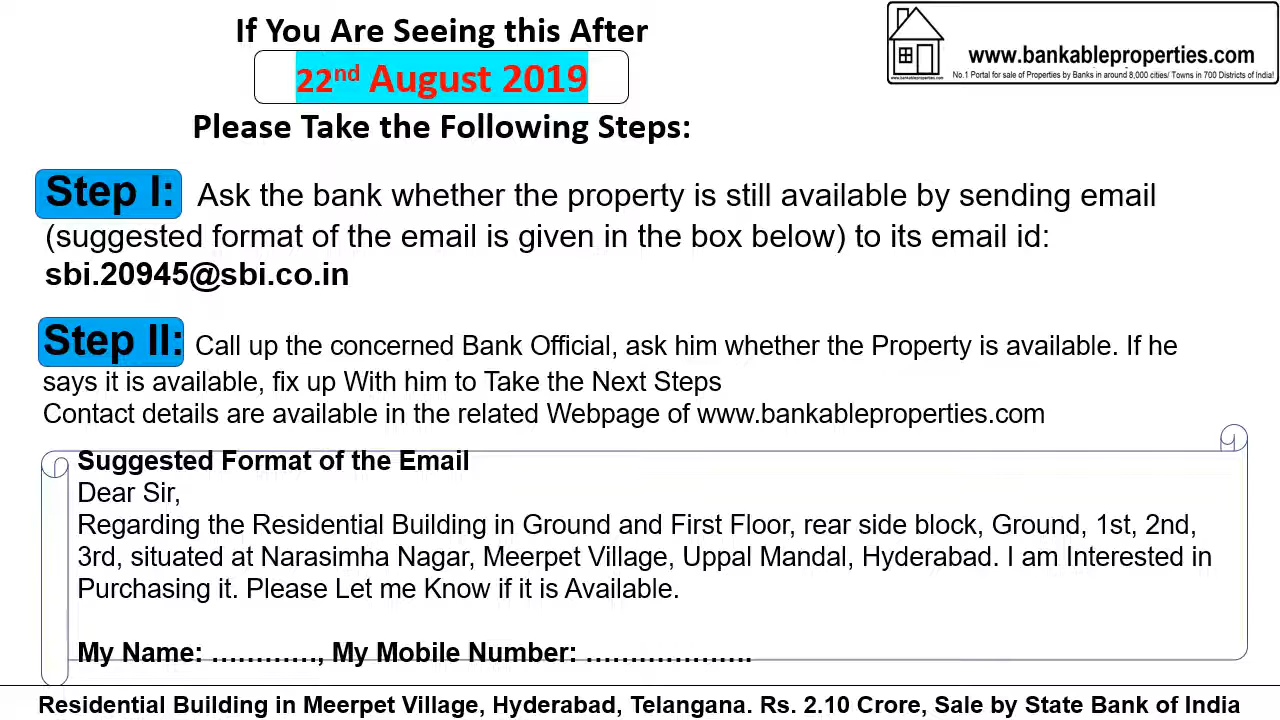 If You Are Seeing this After
22nd August 2019
Please Take the Following Steps:
www.bankableproperties.com
No.1 Portal for sale of Properties by Banks in around 8,000 cities/ Towns in 700 Districts of India!
www.bankableproperties.com
Step I: Ask the bank whether the property is still available by sending email
(suggested format of the email is given in the box below) to its email id:
sbi.20945@sbi.co.in
Step II: Call up the concerned Bank Official, ask him whether the Property is available. If he
says it is available, fix up With him to Take the Next Steps
Contact details are available in the related Webpage of www.bankableproperties.com
Suggested Format of the Email
Dear Sir,
Regarding the Residential Building in Ground and First Floor, rear side block, Ground, 1st, 2nd,
3rd, situated at Narasimha Nagar, Meerpet Village, Uppal Mandal, Hyderabad. I am Interested in
Purchasing it. Please Let me Know if it is Available.
My Name: …………, My Mobile Number: ……………….
Residential Building in Meerpet Village, Hyderabad, Telangana. Rs. 2.10 Crore, Sale by State Bank of India